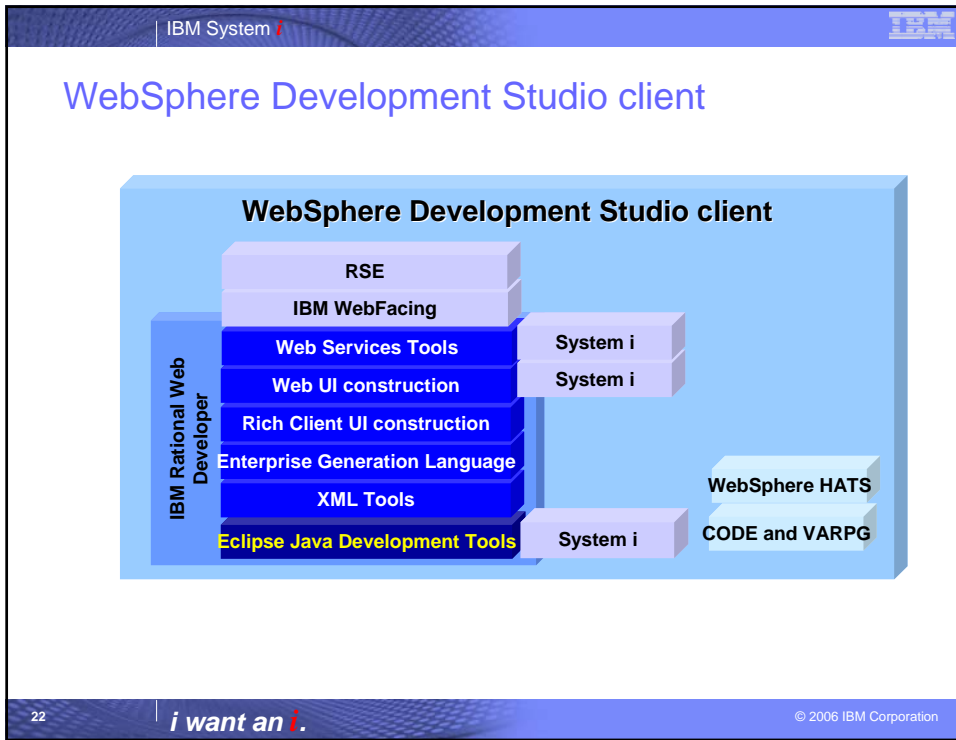 IBM System i
IBM
WebSphere Development Studio client
WebSphere Development Studio client
RSE
IBM WebFacing
Web Services Tools
System i
Web UI construction
System i
Rich Client UI construction
Enterprise Generation Language
XML Tools
Eclipse Java Development Tools
System i
IBM Rational Web
Developer
WebSphere HATS
CODE and VARPG
22
i want an i.
© 2006 IBM Corporation